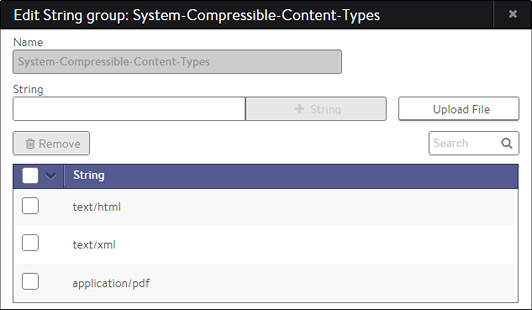 Edit String group: System-Compressible-Content-Types
Name
System-Compressible-Content-Types
String
+ String
Upload File
Remove
Search
String
text/html
text/xml
application/pdf